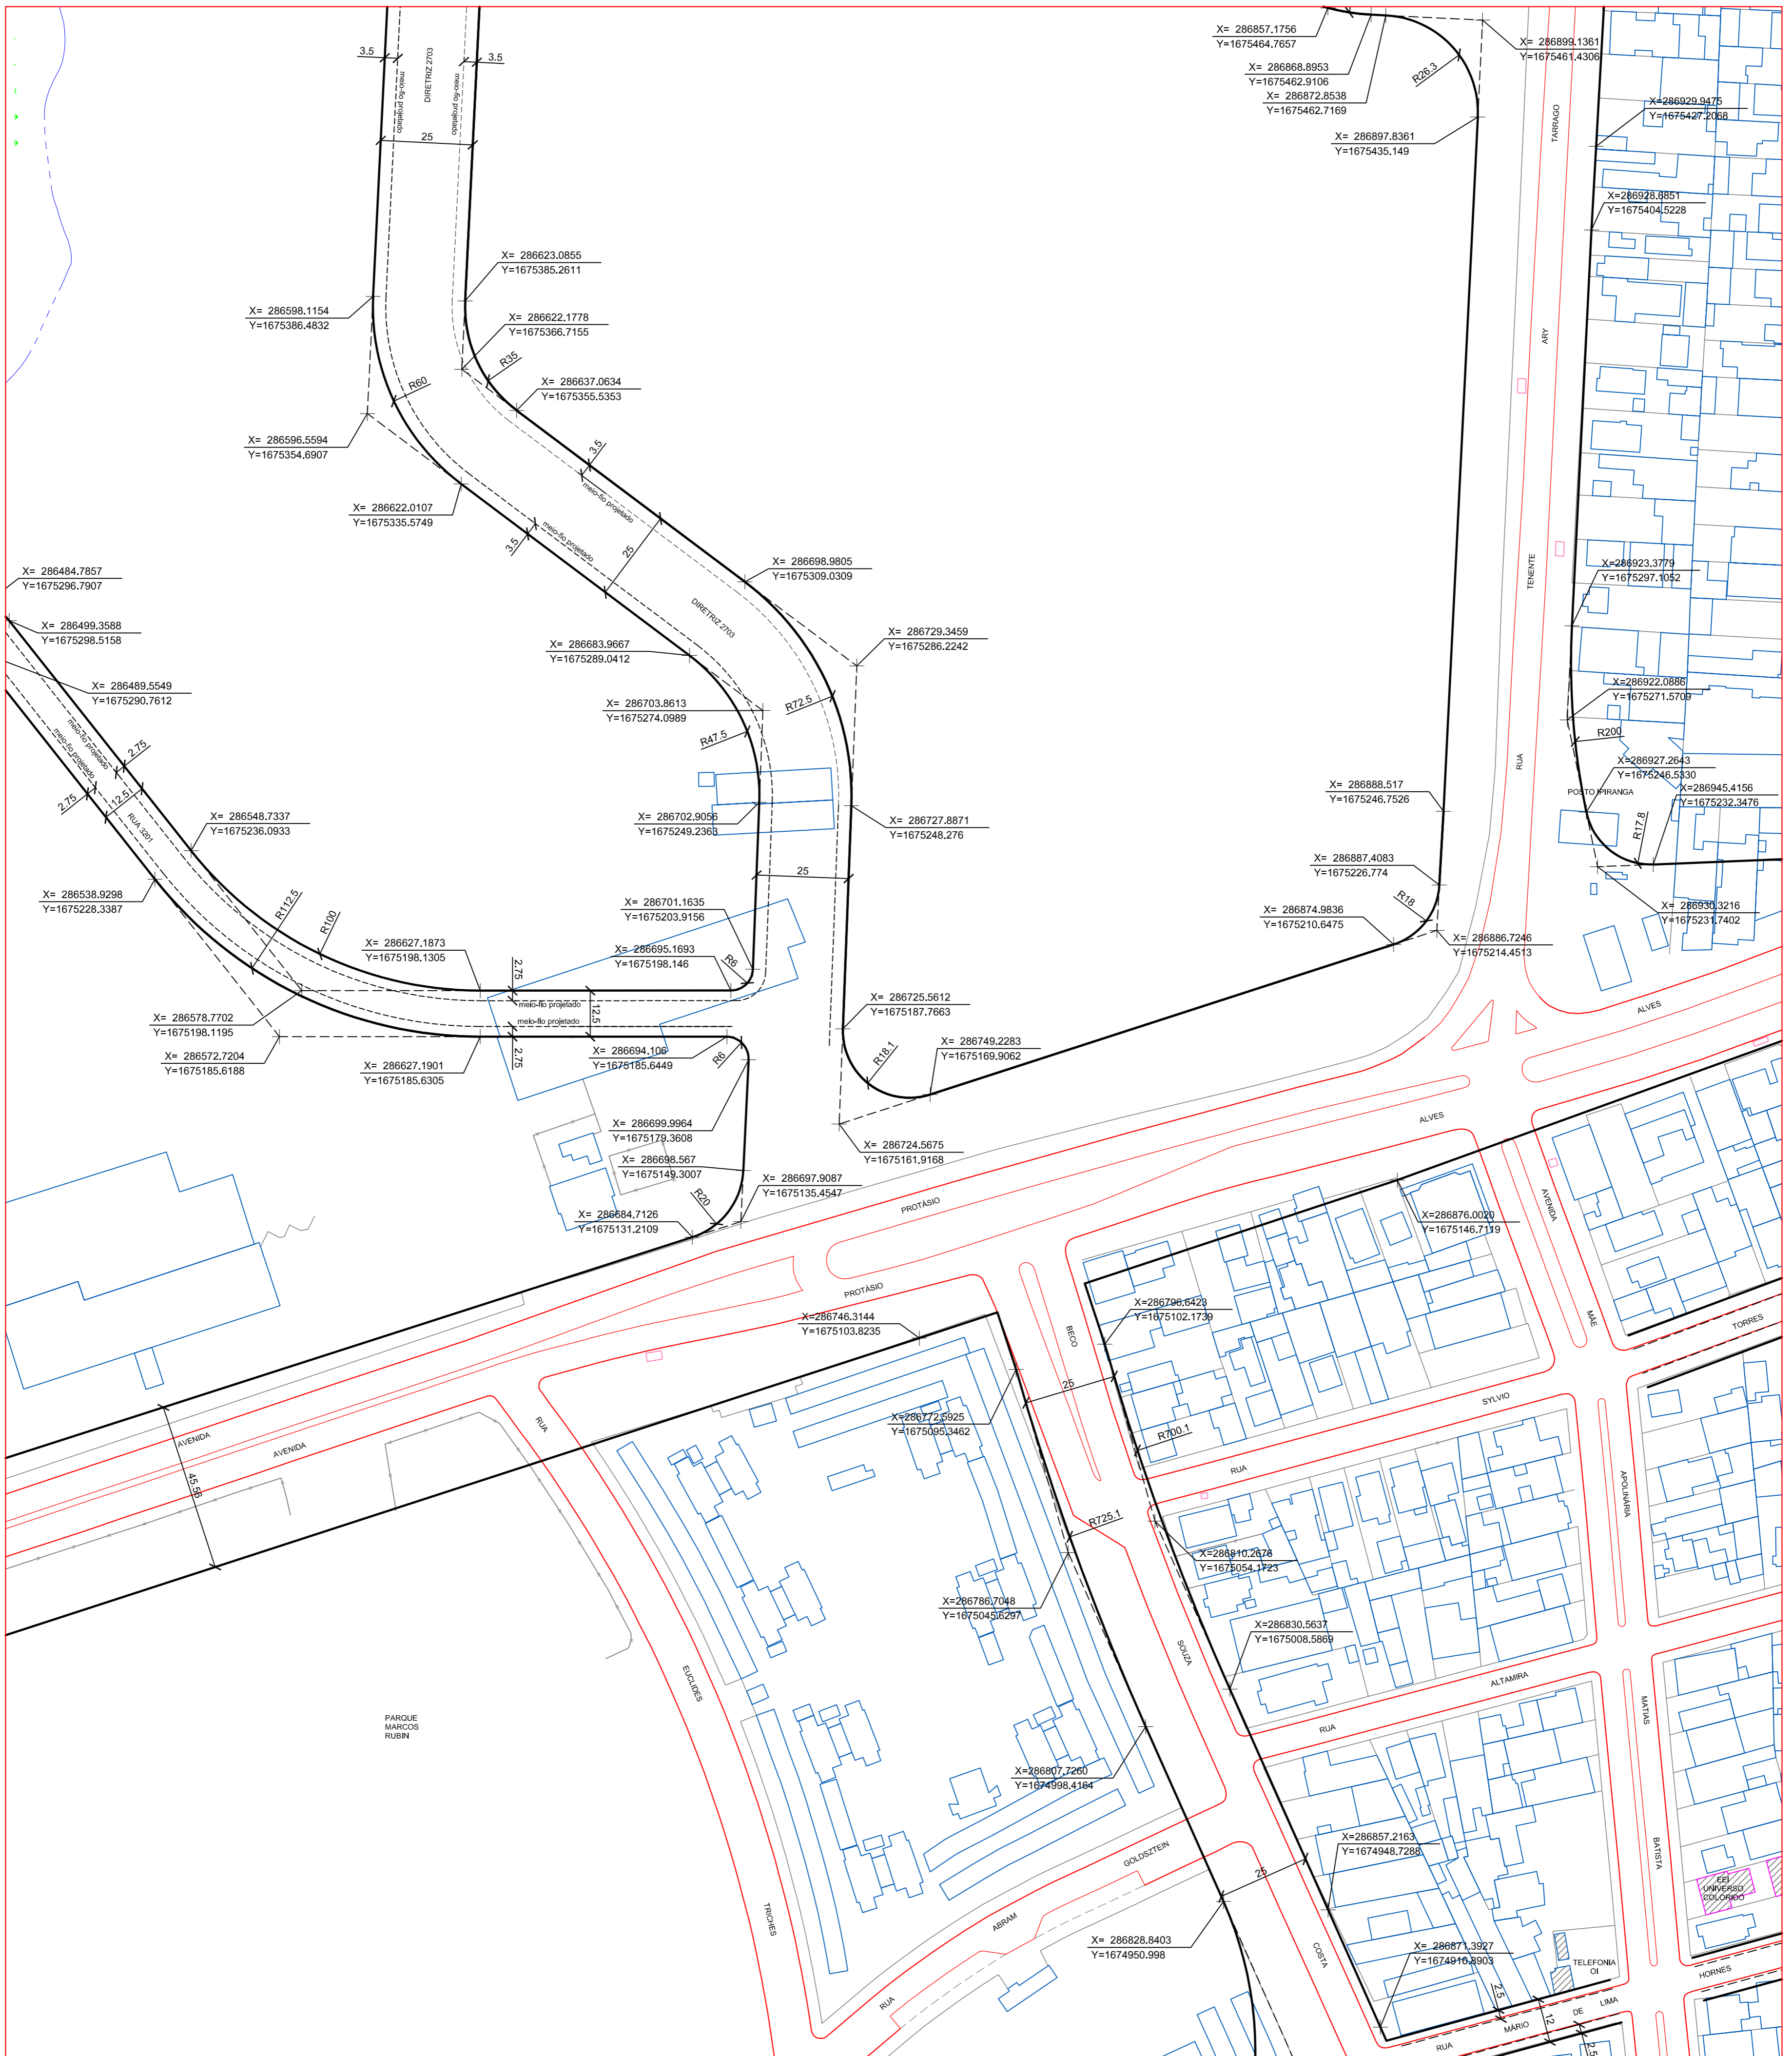 X= 286857.1756
Y=1675464.7657
X= 286899.1361
Y=1675461.4306
X= 286868.8953
Y=1675462.9106
X= 286872.8538
Y=1675462.7169
R26.3
X= 286897.8361
Y=1675435.149
X=286929.9475
Y=1675427.2068
X=286928.6851
Y=1675404.5228
3.5
3.5
meio-fio projetado
DIRETRIZ 2703
meio-fio projetado
25
TARRAGO
ARY
TENENTE
RUA
X= 286623.0855
Y=1675385.2611
X= 286598.1154
Y=1675386.4832
X= 286622.1778
Y=1675366.7155
R35
R60
X= 286637.0634
Y=1675355.5353
X= 286596.5594
Y=1675354.6907
3.5
meio-fio projetado
X= 286622.0107
Y=1675335.5749
meio-fio projetado
3.5
25
X= 286698.9805
Y=1675309.0309
DIRETRIZ 2703
X=286923.3779
Y=1675297.1052
X= 286484.7857
Y=1675296.7907
X= 286499.3588
Y=1675298.5158
X= 286683.9667
Y=1675289.0412
X= 286729.3459
Y=1675286.2242
X= 286489.5549
Y=1675290.7612
X= 286703.8613
Y=1675274.0989
R72.5
R47.5
X=286922.0886
Y=1675271.5709
R200
meio-fio projetado
meio-fio projetado
2.75
2.75
12.5
RUA 3201
X=286927.2643
Y=1675246.5330
POSTO IPIRANGA
X=286945.4156
Y=1675232.3476
R17.8
X= 286888.517
Y=1675246.7526
X= 286548.7337
Y=1675236.0933
X= 286702.9056
Y=1675249.2363
X= 286727.8871
Y=1675248.276
25
X= 286887.4083
Y=1675226.774
X= 286538.9298
Y=1675228.3387
R112.5
R100
X= 286701.1635
Y=1675203.9156
R18
X= 286874.9836
Y=1675210.6475
X= 286930.3216
Y=1675231.7402
X= 286886.7246
Y=1675214.4513
X= 286627.1873
Y=1675198.1305
X= 286695.1693
Y=1675198.146
R6
2.75
meio-fio projetado
meio-fio projetado
12.5
2.75
X= 286578.7702
Y=1675198.1195
X= 286725.5612
Y=1675187.7663
ALVES
X= 286572.7204
Y=1675185.6188
X= 286627.1901
Y=1675185.6305
X= 286694.106
Y=1675185.6449
R6
R18.1
X= 286749.2283
Y=1675169.9062
X= 286699.9964
Y=1675179.3608
X= 286724.5675
Y=1675161.9168
ALVES
X= 286698.567
Y=1675149.3007
X= 286697.9087
Y=1675135.4547
R20
PROTÁSIO
X= 286684.7126
Y=1675131.2109
X=286876.0020
Y=1675146.7119
AVENIDA
PROTÁSIO
X=286746.3144
Y=1675103.8235
BECO
X=286796.6423
Y=1675102.1739
MÃE
TORRES
25
SYLVIO
AVENIDA
AVENIDA
RUA
X=286772.5925
Y=1675095.3462
R700.1
RUA
45.56
APOLINÁRIA
R725.1
X=286810.2676
Y=1675054.1723
X=286786.7048
Y=1675045.6297
X=286830.5637
Y=1675008.5869
SOUZA
EUCLIDES
ALTAMIRA
RUA
MATIAS
PARQUE
MARCOS
RUBIN
X=286807.7260
Y=1674998.4164
GOLDSZTEIN
X=286857.2163
Y=1674948.7288
BATISTA
25
EEI
UNIVERSO
COLORIDO
TRICHES
ABRAM
X= 286828.8403
Y=1674950.998
COSTA
X= 286871.3927
Y=1674910.8903
TELEFONIA
OI
HORNES
RUA
2.5
12
2.5
LIMA
DE
MÁRIO
RUA